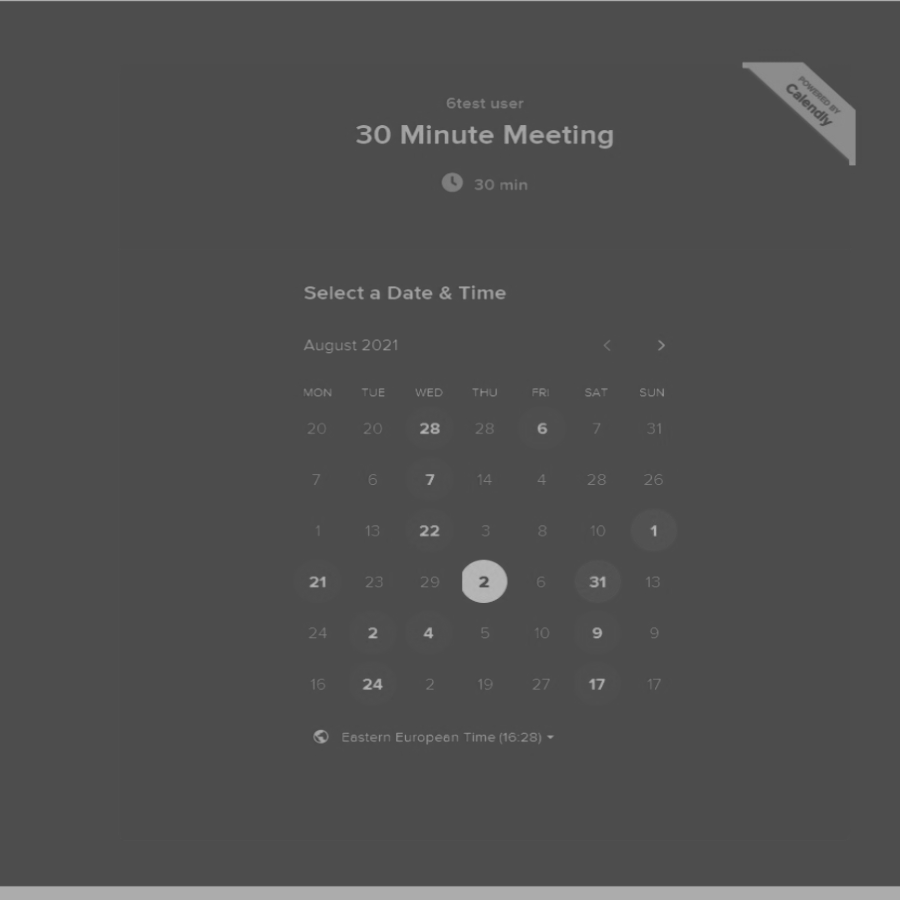 POWERED BY
Calendly
6test user
30 Minute Meeting
30 min
Select a Date & Time
August 2021
MON TUE WED THU FRI SAT SUN
20 20 28 28 6 7 31
7 6 7 14 4 28 26
1 13 22 3 8 10 1
21 23 29 2 6 31 13
24 2 4 5 10 9 9
16 24 2 19 27 17 17
Eastern European Time (16:28)